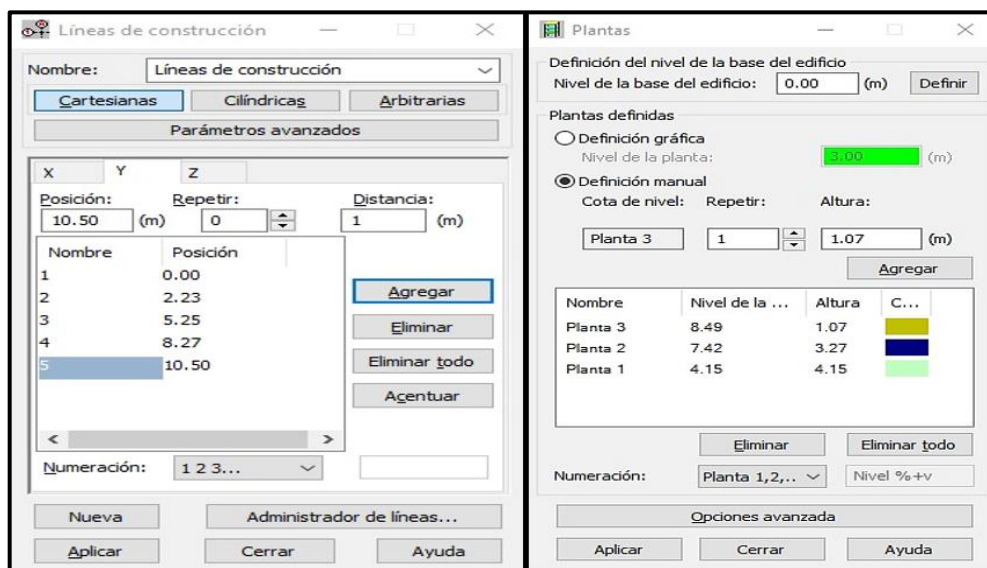 Líneas de construcción
Nombre: Líneas de construcción
Cartesianas Cilíndricas Arbitrarias
Parámetros avanzados
X Y Z
Posición: Repetir: Distancia:
10.50 (m) 0 1 (m)
Nombre Posición
1 0.00
2 2.23
3 5.25
4 8.27
5 10.50
Agregar
Eliminar
Eliminar todo
Acentuar
Numeración: 1 2 3...
Nueva Administrador de líneas...
Aplicar Cerrar Ayuda
Plantas
Definición del nivel de la base del edificio
Nivel de la base del edificio: 0.00 (m) Definir
Plantas definidas
Definición gráfica
Nivel de la planta: 3.00 (m)
Definición manual
Cota de nivel: Repetir: Altura:
Planta 3 1 1.07 (m)
Agregar
Nombre Nivel de la ... Altura C...
Planta 3 8.49 1.07
Planta 2 7.42 3.27
Planta 1 4.15 4.15
Eliminar Eliminar todo
Numeración: Planta 1,2,.. Nivel %+v
Opciones avanzada
Aplicar Cerrar Ayuda